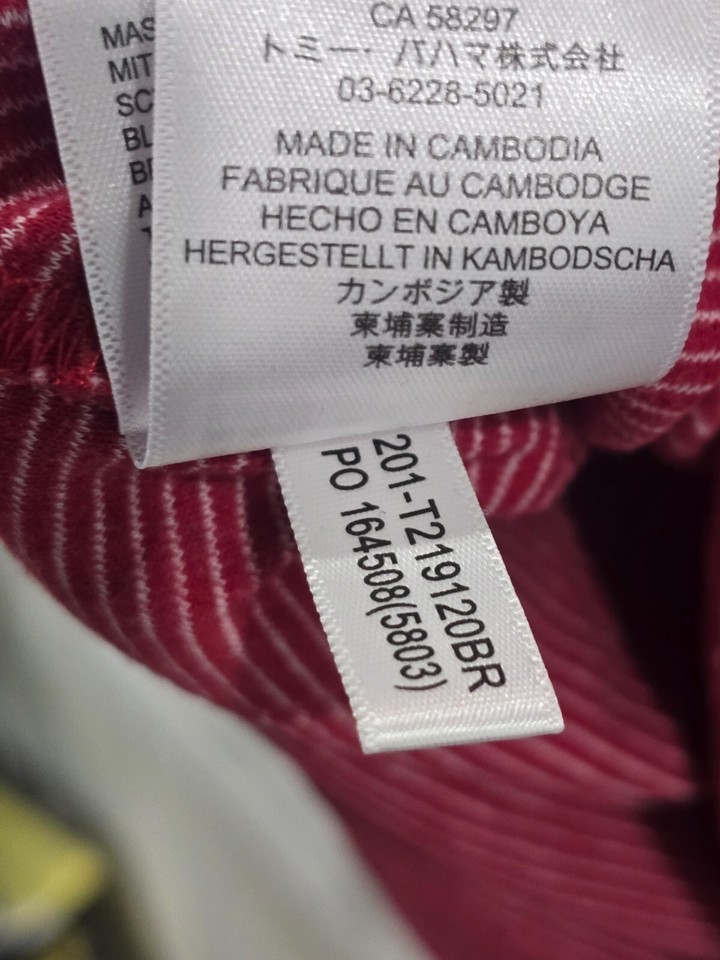 CA 58297
トミー・バハマ株式会社
03-6228-5021
MADE IN CAMBODIA
FABRIQUE AU CAMBODGE
HECHO EN CAMBOYA
HERGESTELLT IN KAMBODSCHA
カンボジア製
柬埔寨制造
柬埔寨製
201-T219120BR
PO 164508(5803)